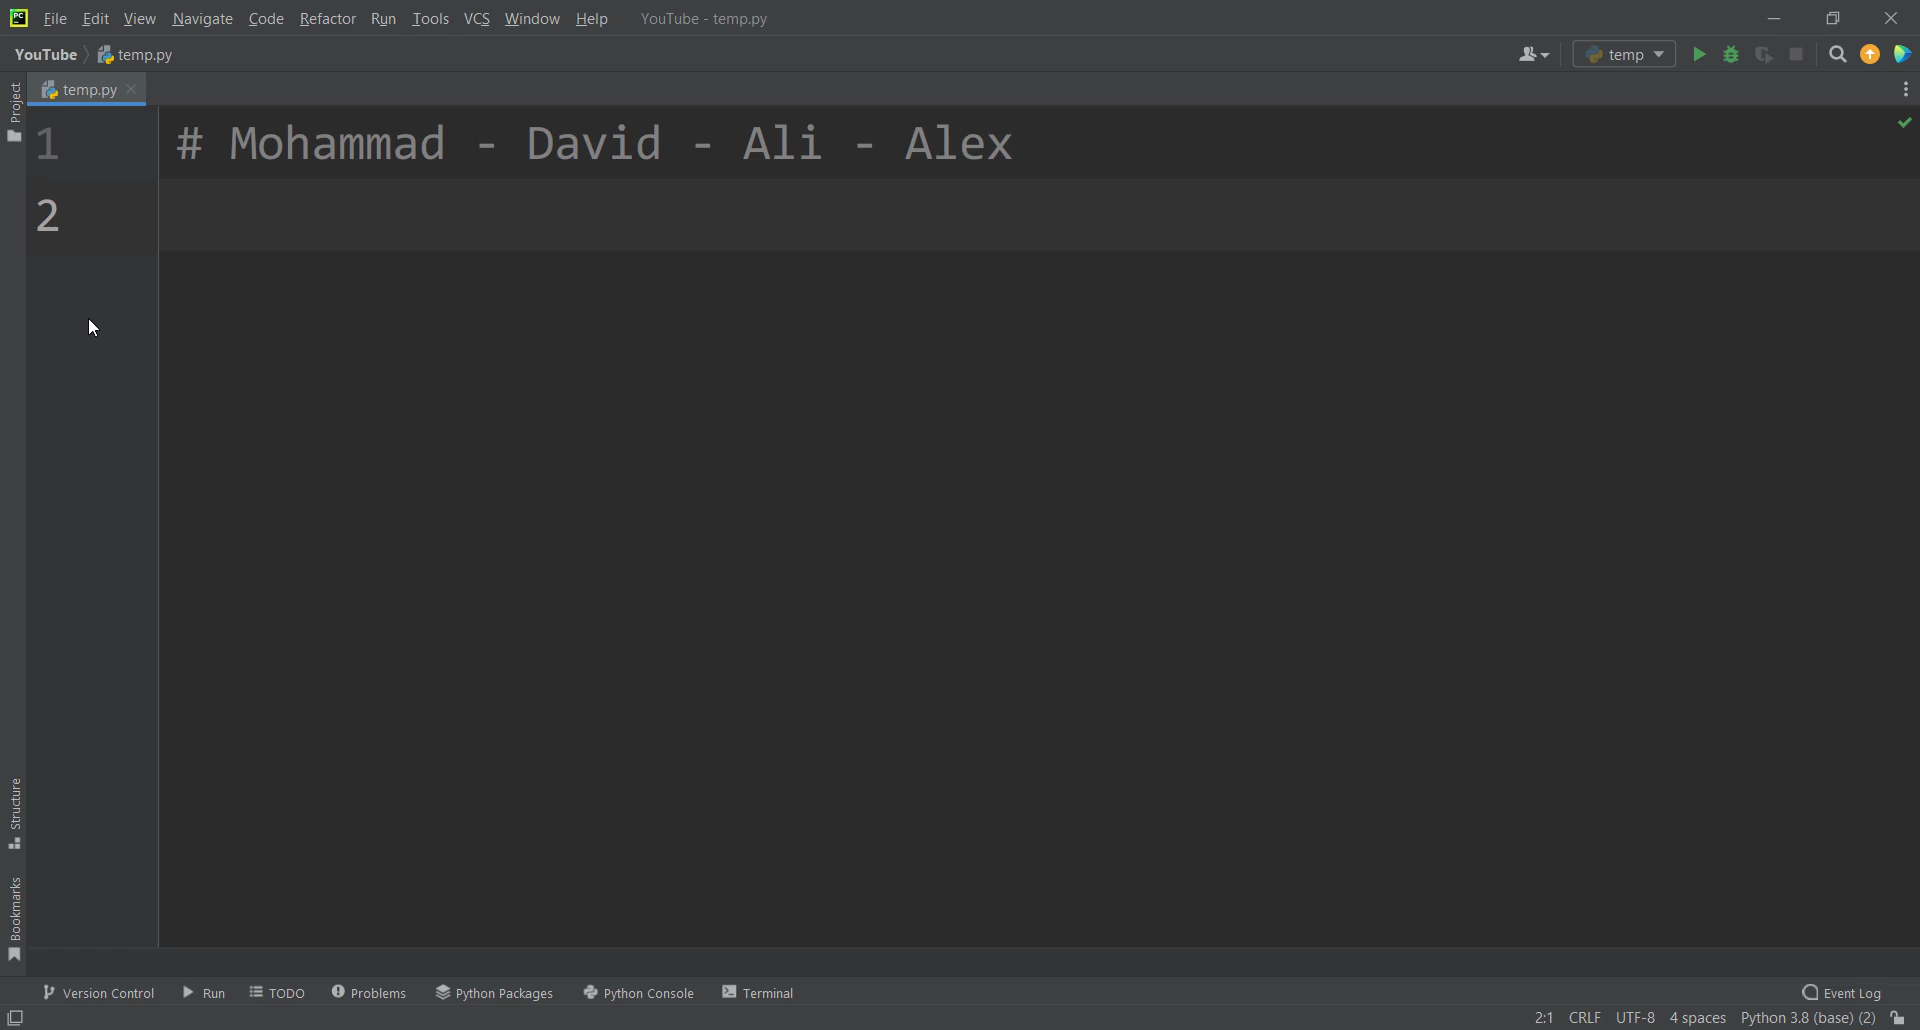 PC File Edit View Navigate Code Refactor Run Tools VCS Window Help YouTube - temp.py
YouTube temp.py temp
Project
temp.py
1 # Mohammad - David - Ali - Alex
2
Structure
Bookmarks
Version Control Run TODO Problems Python Packages Python Console Terminal Event Log
2:1 CRLF UTF-8 4 spaces Python 3.8 (base) (2)